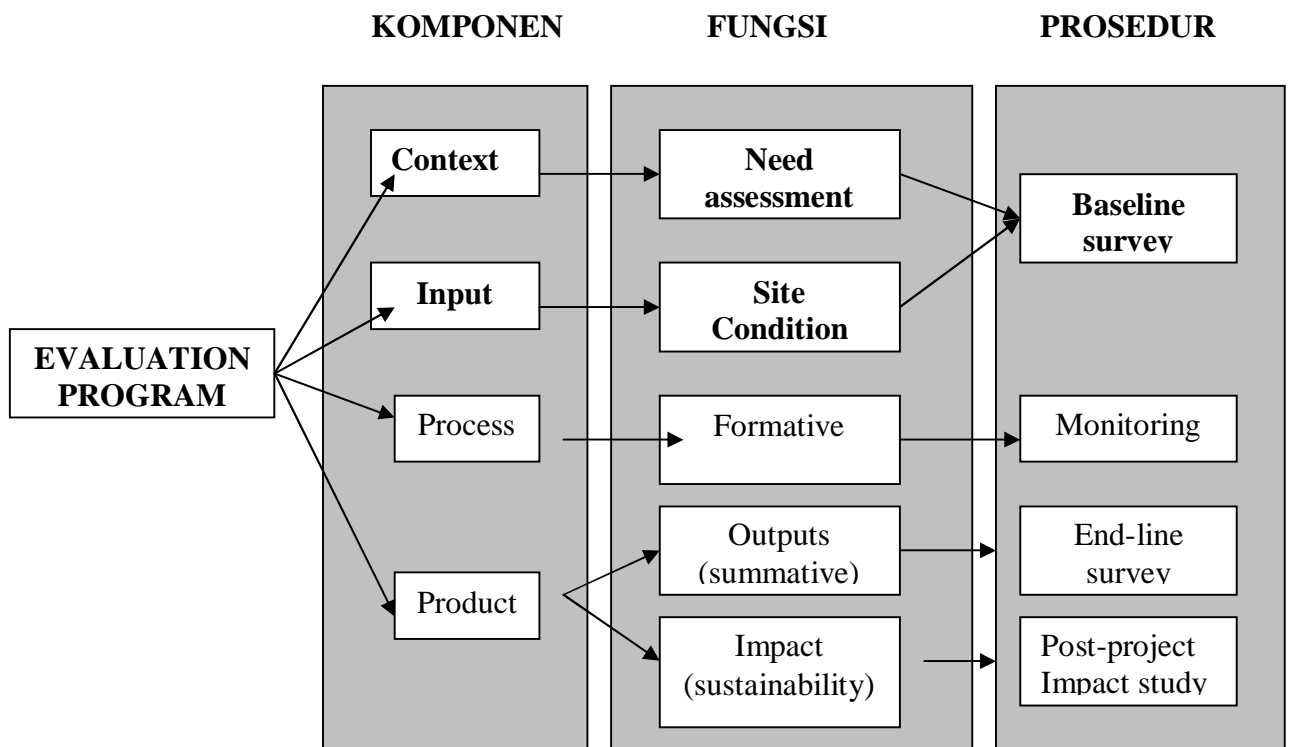 KOMPONEN FUNGSI PROSEDUR
Context
Need
assessment
Baseline
survey
Input
Site
Condition
EVALUATION
PROGRAM
Process
Formative
Monitoring
Product
Outputs
(summative)
End-line
survey
Impact
(sustainability)
Post-project
Impact study